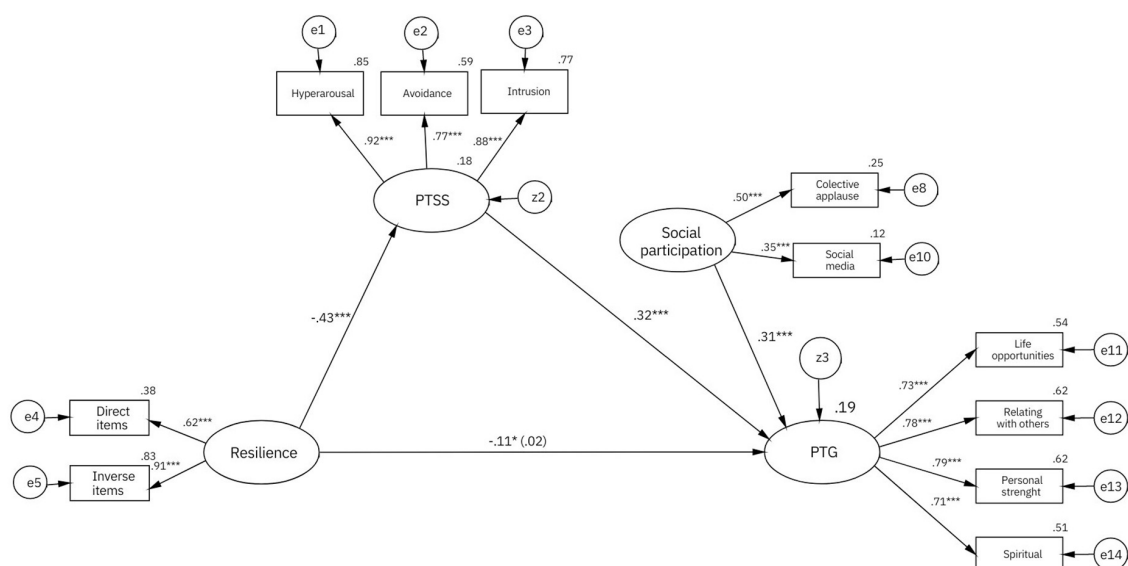 e1
e2
e3
.85
.59
.77
Hyperarousal
Avoidance
Intrusion
.92***
.77***
.88***
.18
PTSS
z2
.25
Colective
applause
e8
.50***
Social
participation
.12
.35***
Social
media
e10
-.43***
.32***
.31***
z3
.54
Life
opportunities
e11
.73***
.38
Direct
items
e4
.62***
.62
Relating
with others
e12
.78***
.19
Resilience
-.11* (.02)
PTG
.83
.91***
Inverse
items
e5
.62
Personal
strenght
e13
.79***
.71***
.51
Spiritual
e14